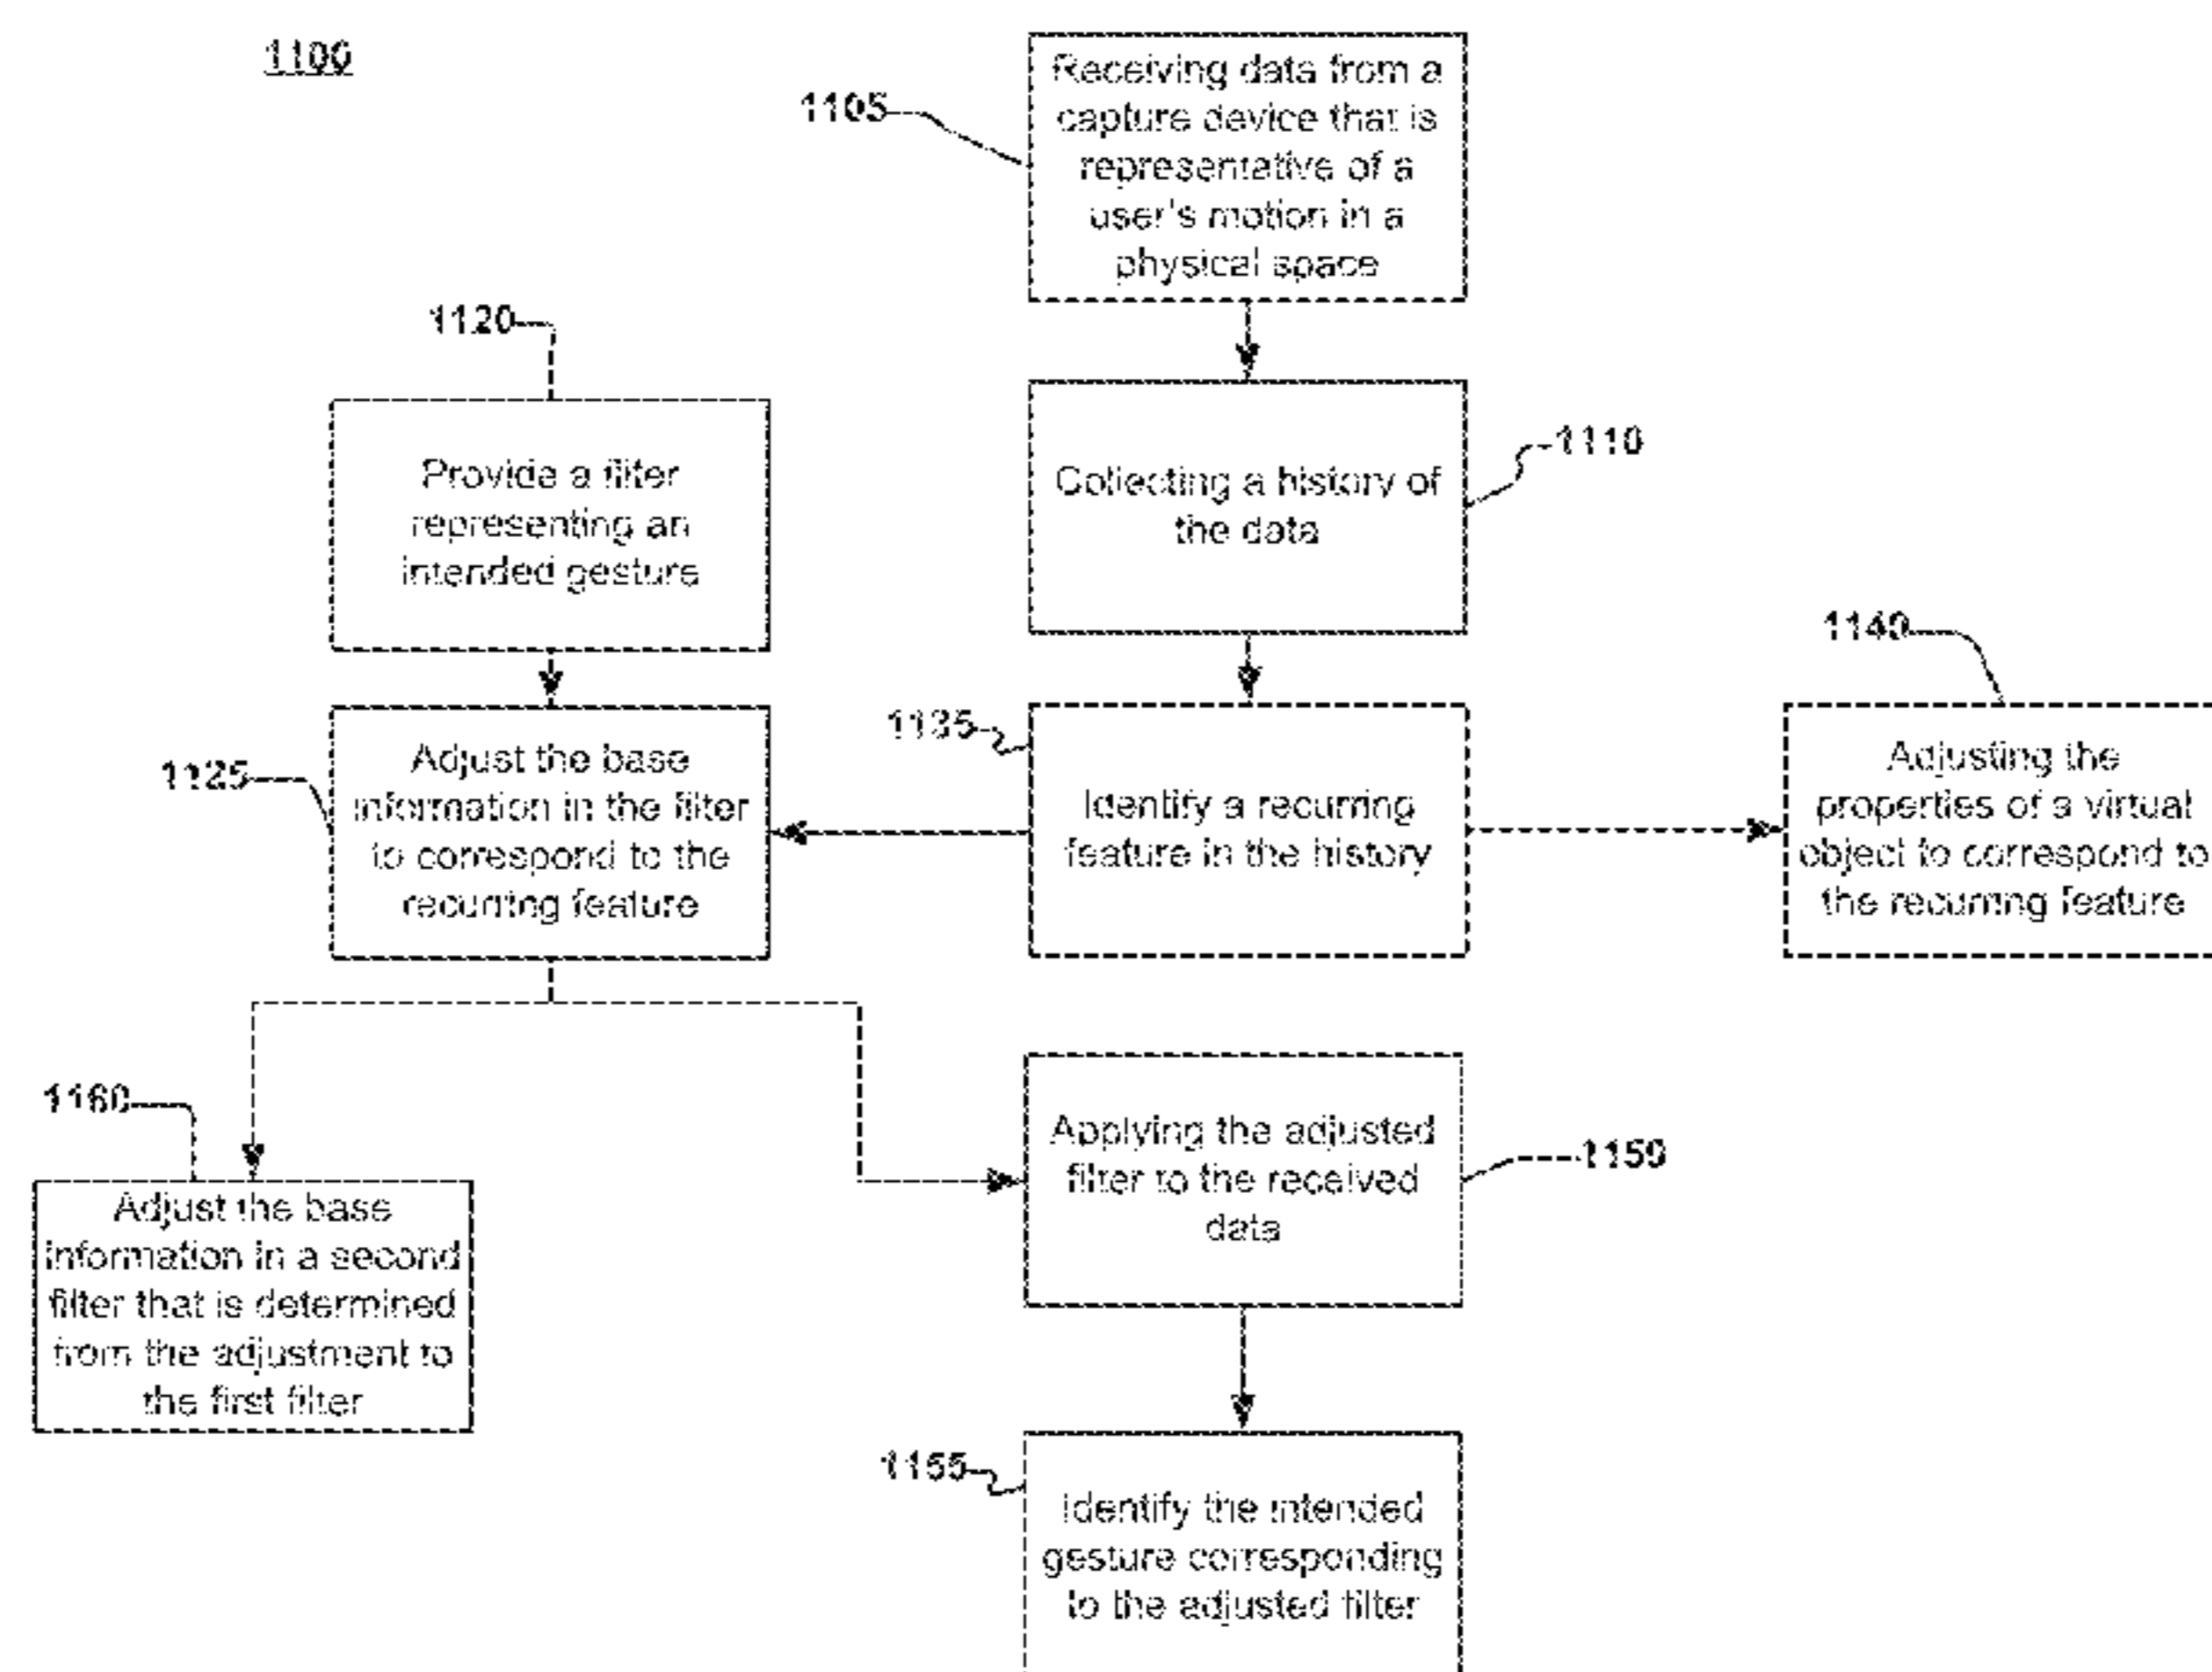 1100
1105
Receiving data from a
capture device that is
representative of a
user's motion in a
physical space
1120
Provide a filter
representing an
intended gesture
1110
Collecting a history of
the data
1140
Adjusting the
properties of a virtual
object to correspond to
the recurring feature
1135
Identify a recurring
feature in the history
1125
Adjust the base
information in the filter
to correspond to the
recurring feature
1160
Adjust the base
information in a second
filter that is determined
from the adjustment to
the first filter
1150
Applying the adjusted
filter to the received
data
1155
Identify the intended
gesture corresponding
to the adjusted filter